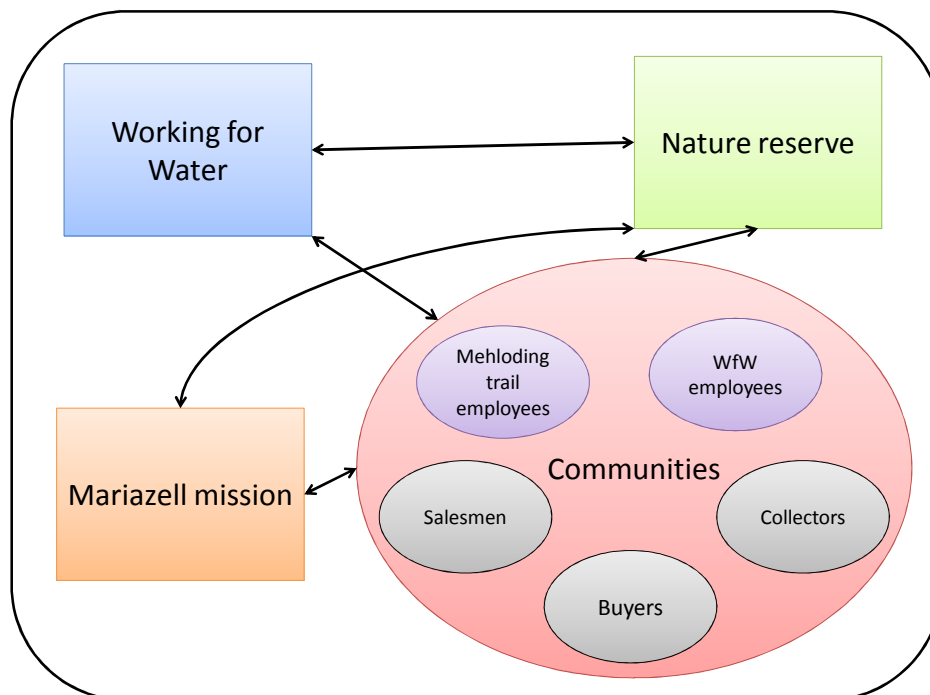 Working for
Water
Nature reserve
Mehloding
trail
employees
WfW
employees
Communities
Mariazell mission
Salesmen
Collectors
Buyers